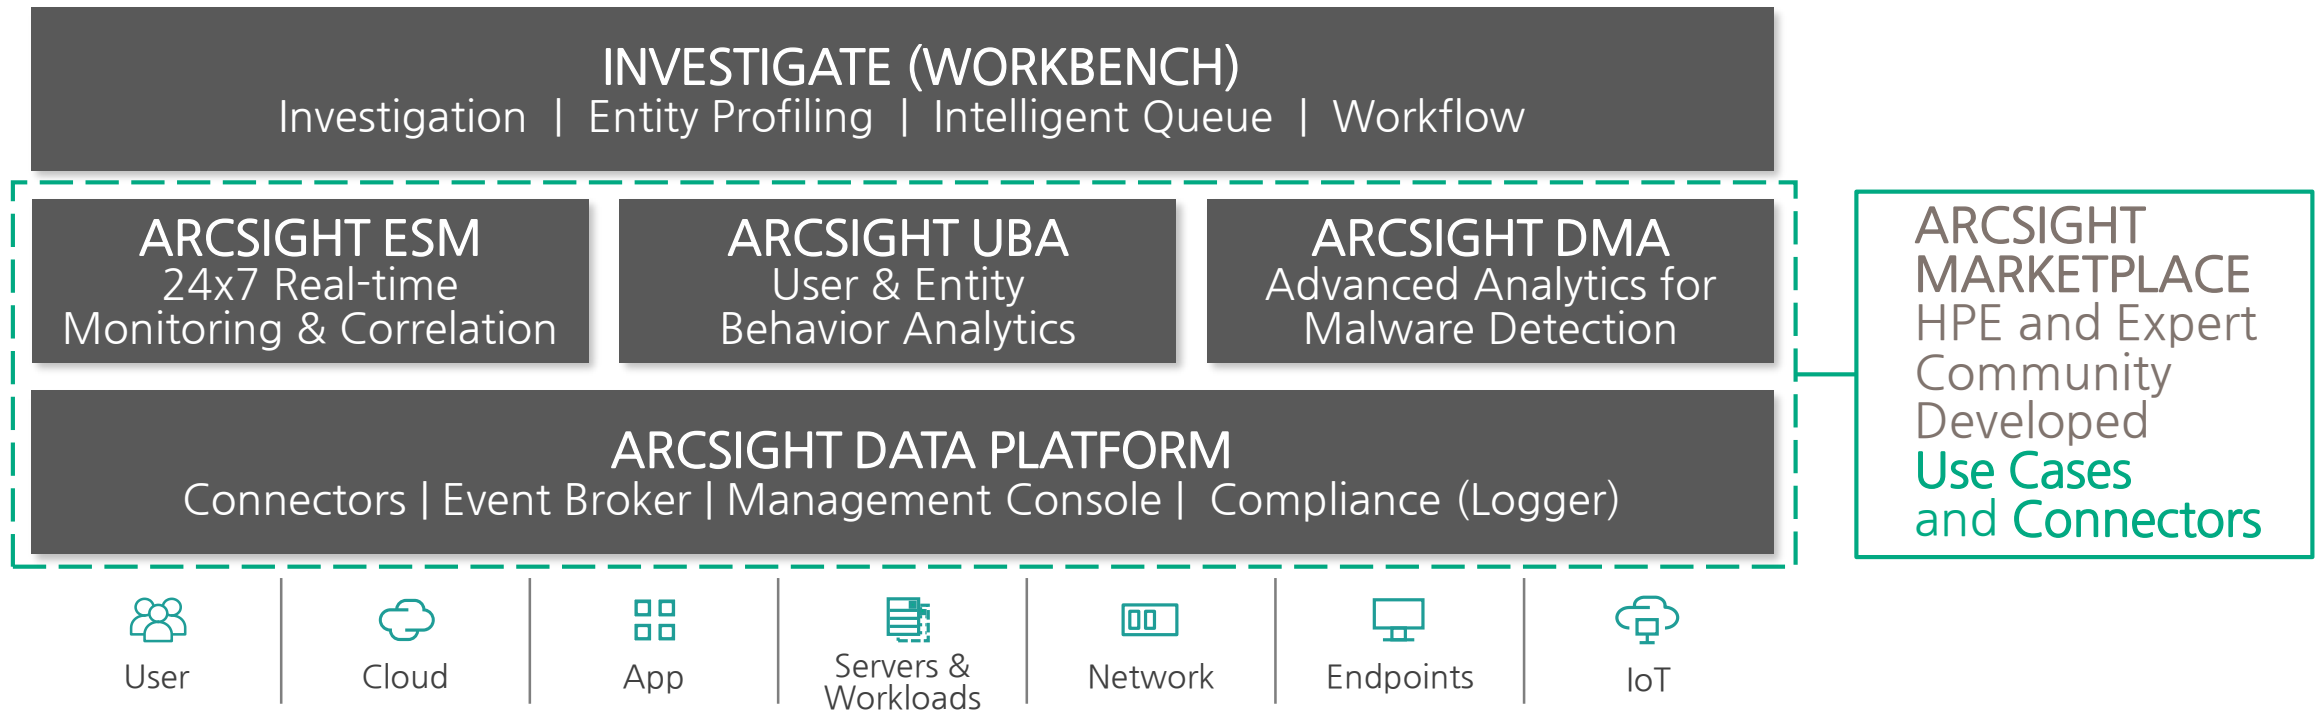 INVESTIGATE (WORKBENCH)
Investigation | Entity Profiling | Intelligent Queue | Workflow
ARCSIGHT ESM
24x7 Real-time
Monitoring & Correlation
ARCSIGHT UBA
User & Entity
Behavior Analytics
ARCSIGHT DMA
Advanced Analytics for
Malware Detection
ARCSIGHT DATA PLATFORM
Connectors | Event Broker | Management Console | Compliance (Logger)
ARCSIGHT
MARKETPLACE
HPE and Expert
Community
Developed
Use Cases
and Connectors
User
Cloud
App
Servers &
Workloads
Network
Endpoints
IoT